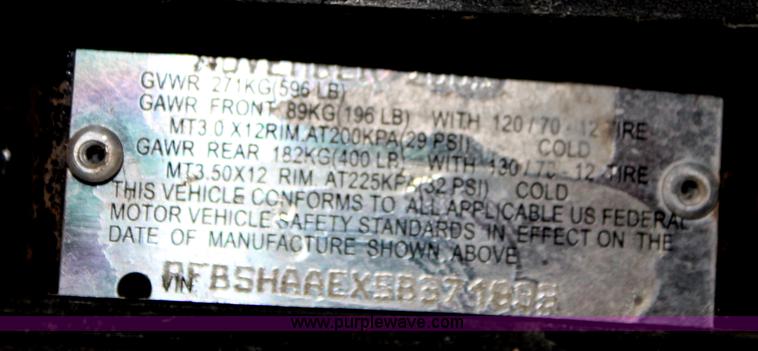 NOVEMBER
GVWR 271KG(596 LB)
GAWR FRONT 89KG(196 LB) WITH 120/70-12 TIRE
MT3.0 X12RIM.AT200KPA(29 PSI) COLD
GAWR REAR 182KG(400 LB) WITH 130/70-12 TIRE
MT3.50X12 RIM AT225KPA(32 PSI) COLD
THIS VEHICLE CONFORMS TO ALL APPLICABLE US FEDERAL
MOTOR VEHICLE SAFETY STANDARDS IN EFFECT ON THE
DATE OF MANUFACTURE SHOWN ABOVE
VIN
www.purplewave.com